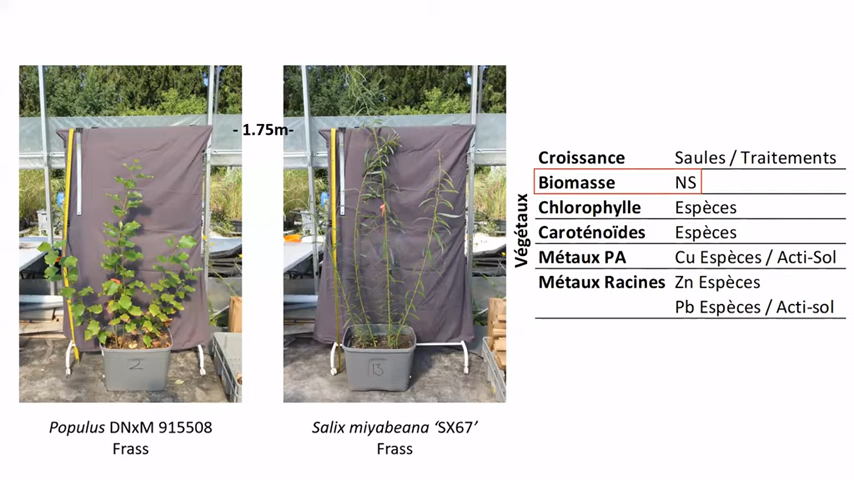 - 1.75m-
2
13
Populus DNxM 915508
Frass
Salix miyabeana ‘SX67’
Frass
Végétaux
Croissance Saules / Traitements
Biomasse NS
Chlorophylle Espèces
Caroténoïdes Espèces
Métaux PA Cu Espèces / Acti-Sol
Métaux Racines Zn Espèces
Pb Espèces / Acti-sol